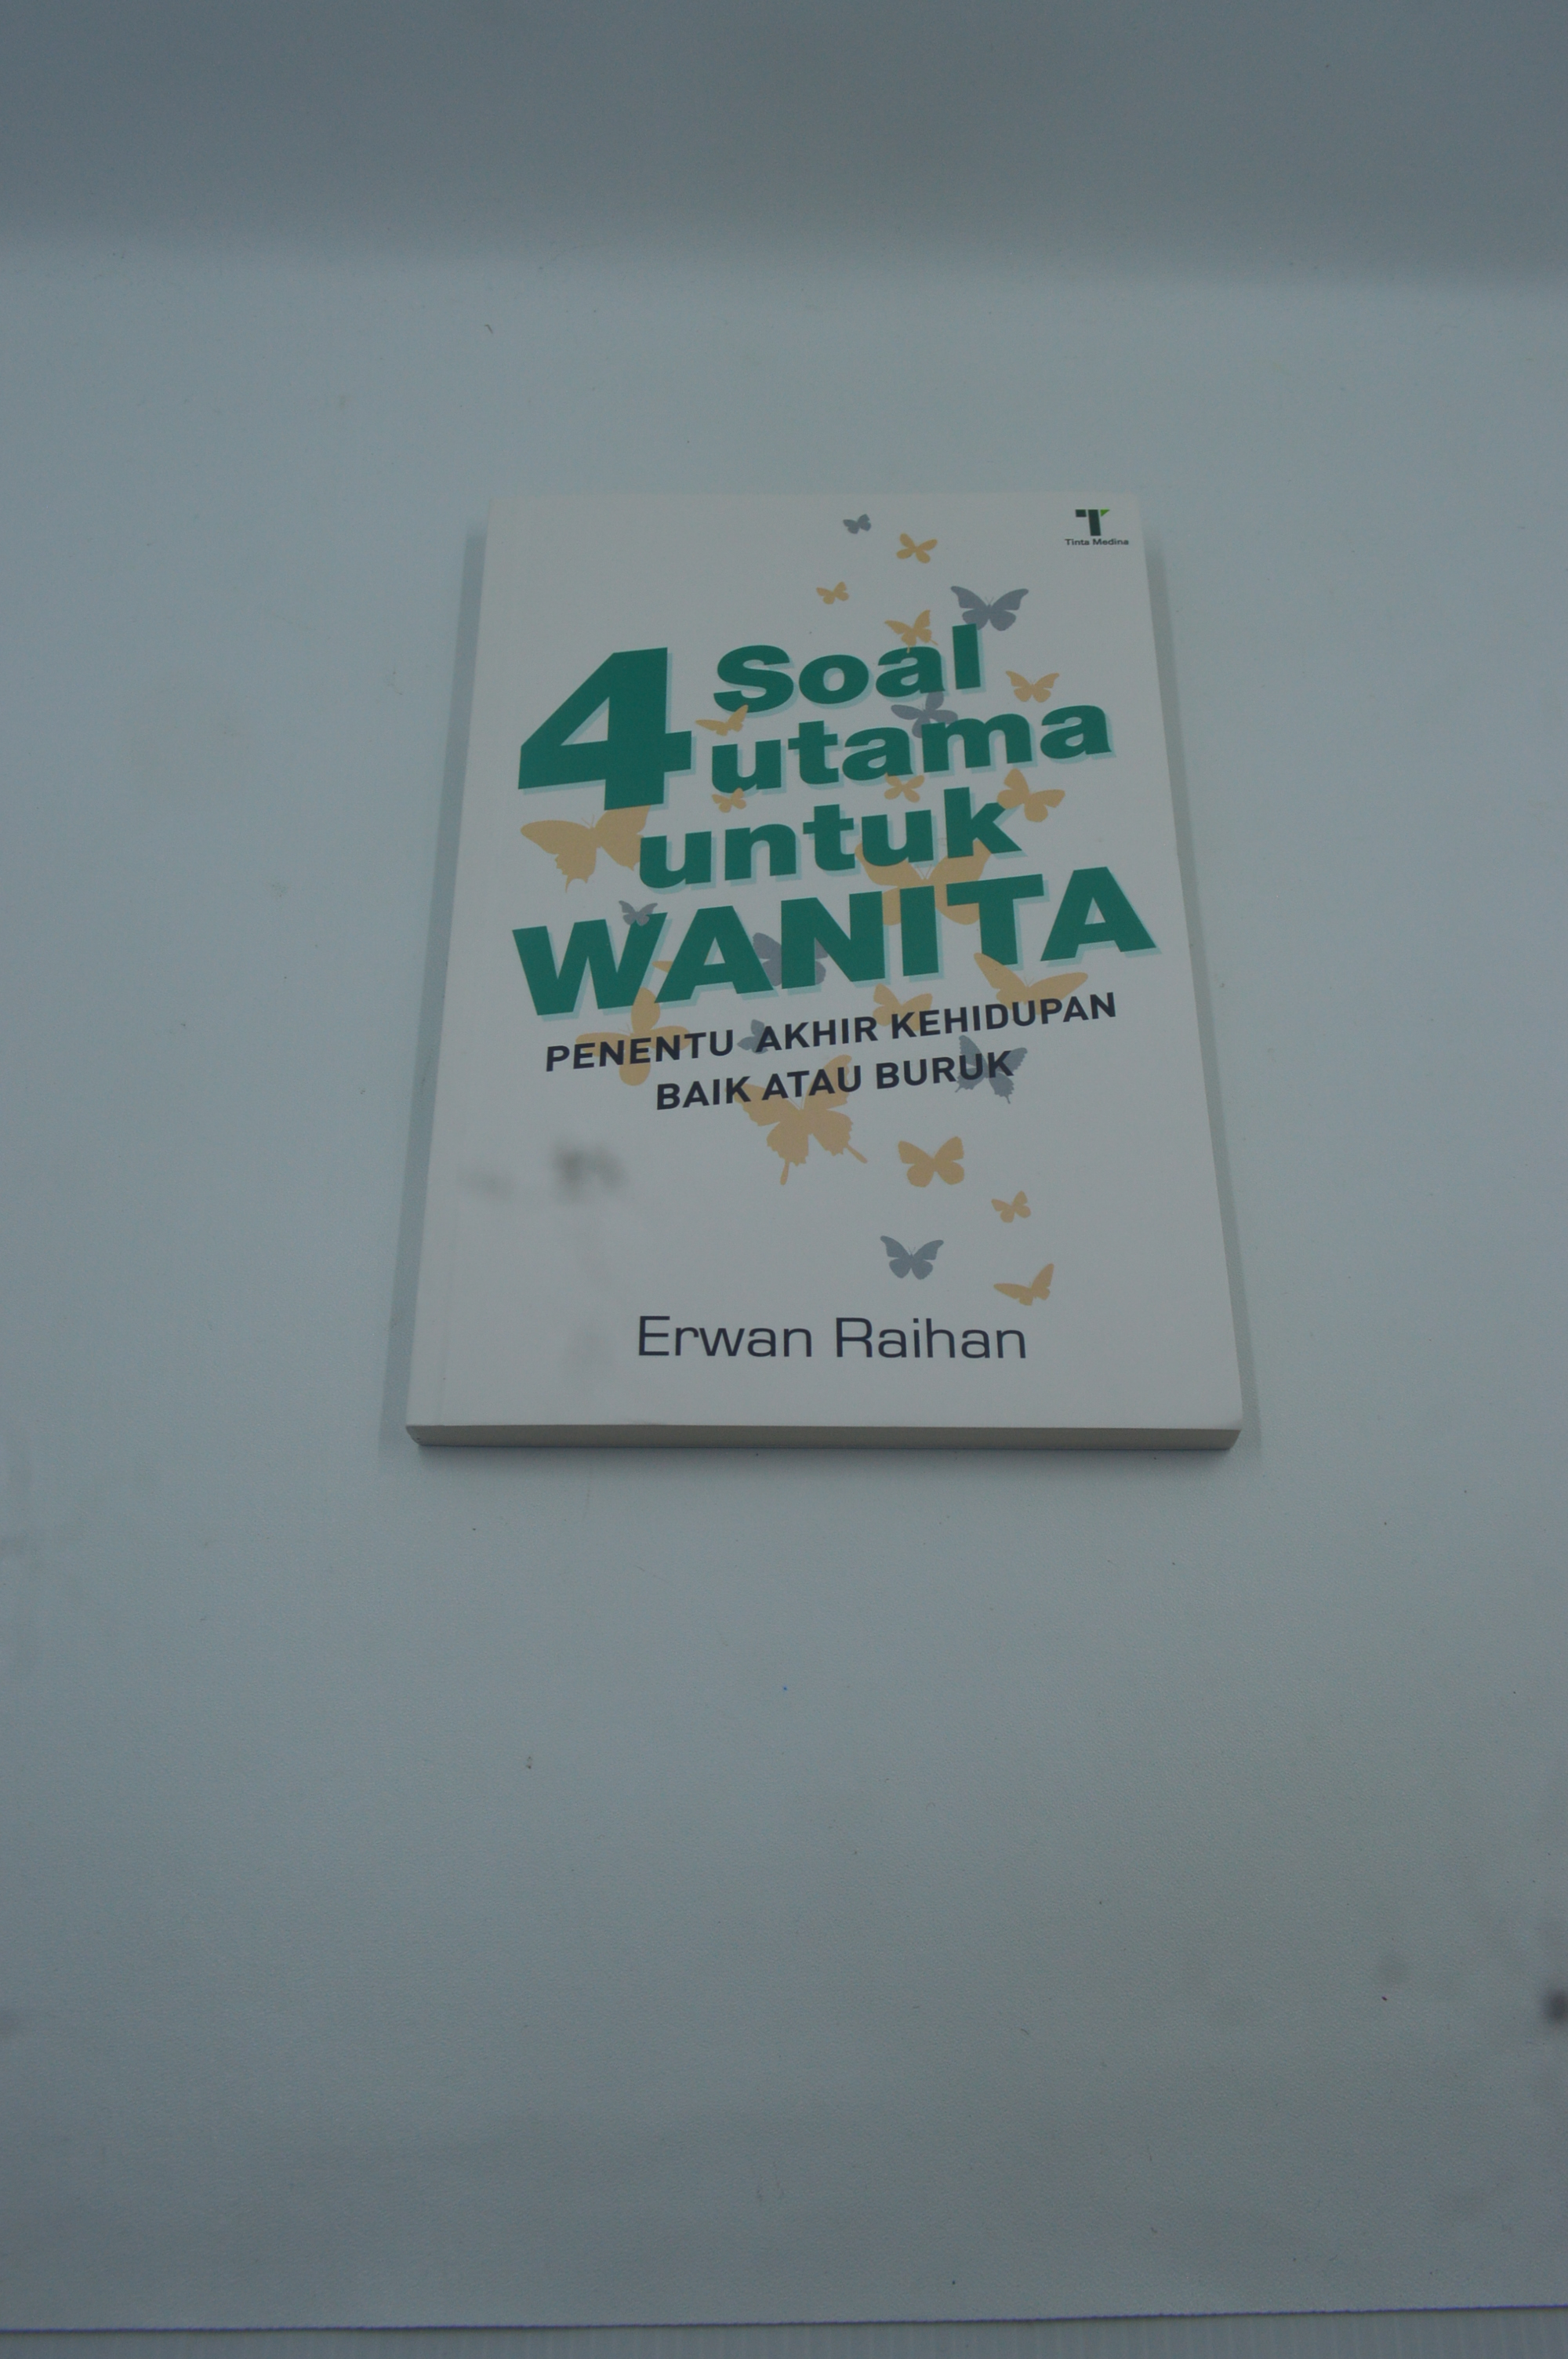 Tinta Medina
4 Soal
utama
untuk
WANITA
PENENTU AKHIR KEHIDUPAN
BAIK ATAU BURUK
Erwan Raihan